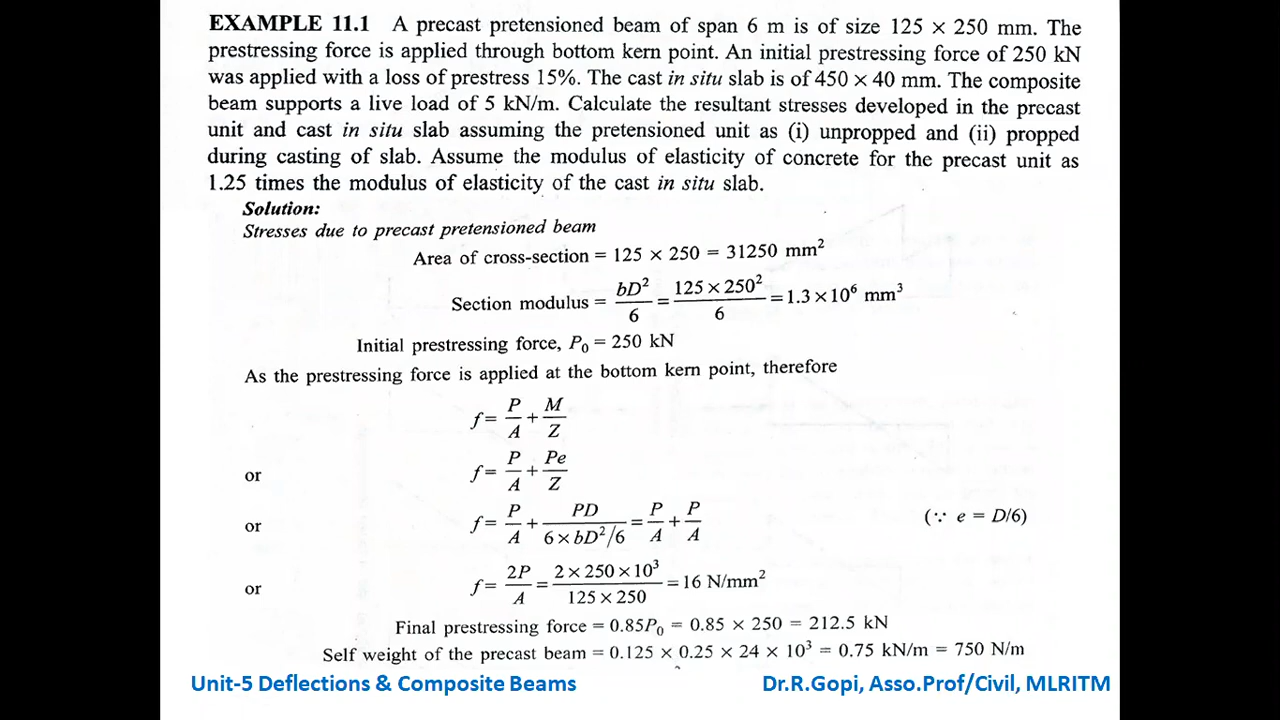 EXAMPLE 11.1 A precast pretensioned beam of span 6 m is of size 125 × 250 mm. The
prestressing force is applied through bottom kern point. An initial prestressing force of 250 kN
was applied with a loss of prestress 15%. The cast in situ slab is of 450 × 40 mm. The composite
beam supports a live load of 5 kN/m. Calculate the resultant stresses developed in the precast
unit and cast in situ slab assuming the pretensioned unit as (i) unpropped and (ii) propped
during casting of slab. Assume the modulus of elasticity of concrete for the precast unit as
1.25 times the modulus of elasticity of the cast in situ slab.
Solution:
Stresses due to precast pretensioned beam
Area of cross-section = 125 × 250 = 31250 mm²
Section modulus = bD²/6 = 125 × 250²/6 = 1.3 × 10⁶ mm³
Initial prestressing force, P₀ = 250 kN
As the prestressing force is applied at the bottom kern point, therefore
f = P/A + M/Z
or f = P/A + Pe/Z
or f = P/A + PD/(6 × bD²/6) = P/A + P/A (∵ e = D/6)
or f = 2P/A = 2 × 250 × 10³/(125 × 250) = 16 N/mm²
Final prestressing force = 0.85P₀ = 0.85 × 250 = 212.5 kN
Self weight of the precast beam = 0.125 × 0.25 × 24 × 10³ = 0.75 kN/m = 750 N/m
Unit-5 Deflections & Composite Beams Dr.R.Gopi, Asso.Prof/Civil, MLRITM